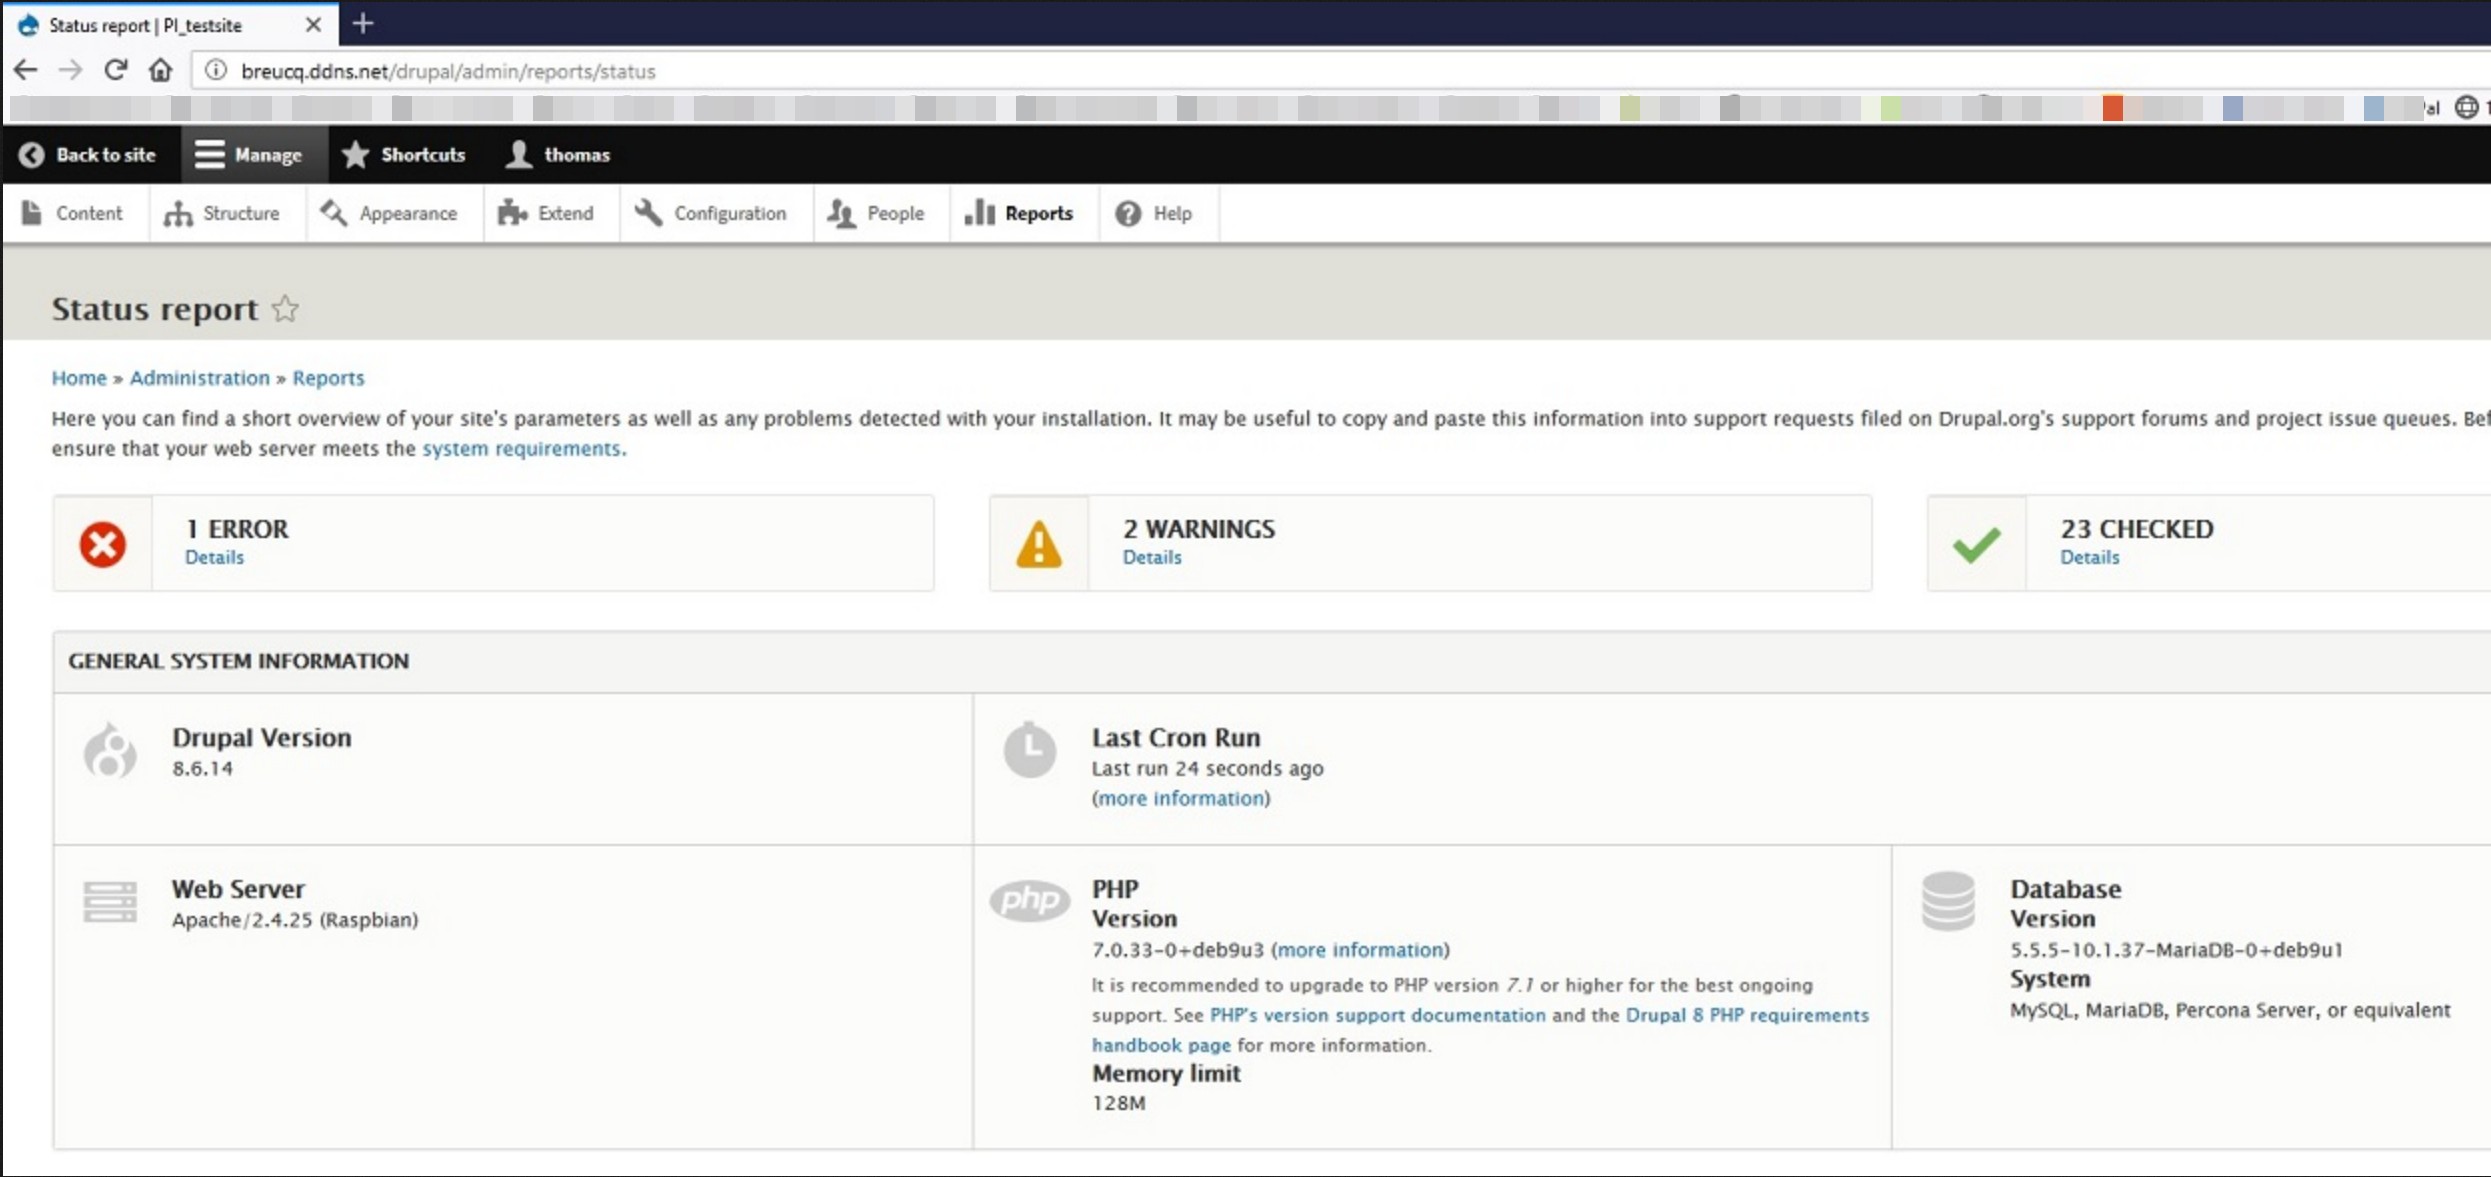 Status report | PI_testsite
breucq.ddns.net/drupal/admin/reports/status
al
Back to site Manage Shortcuts thomas
Content Structure Appearance Extend Configuration People Reports Help
Status report
Home » Administration » Reports
Here you can find a short overview of your site's parameters as well as any problems detected with your installation. It may be useful to copy and paste this information into support requests filed on Drupal.org's support forums and project issue queues. Bef
ensure that your web server meets the system requirements.
1 ERROR
Details
2 WARNINGS
Details
23 CHECKED
Details
GENERAL SYSTEM INFORMATION
Drupal Version
8.6.14
Last Cron Run
Last run 24 seconds ago
(more information)
Web Server
Apache/2.4.25 (Raspbian)
php
PHP
Version
7.0.33-0+deb9u3 (more information)
It is recommended to upgrade to PHP version 7.1 or higher for the best ongoing
support. See PHP's version support documentation and the Drupal 8 PHP requirements
handbook page for more information.
Memory limit
128M
Database
Version
5.5.5-10.1.37-MariaDB-0+deb9u1
System
MySQL, MariaDB, Percona Server, or equivalent